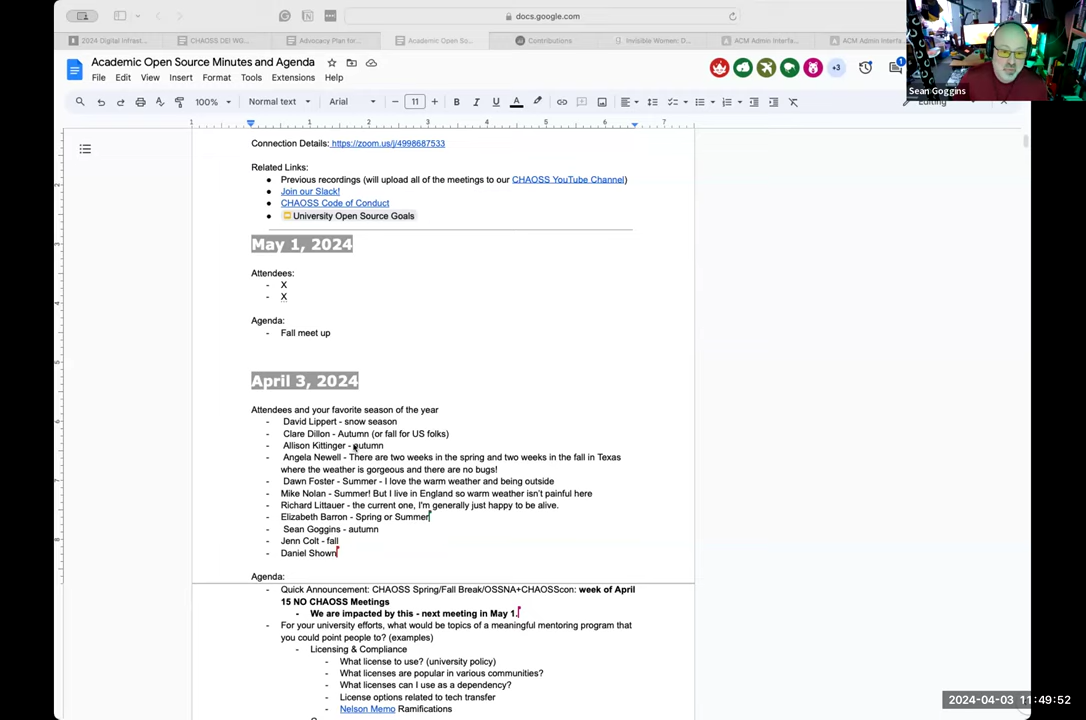 docs.google.com
2024 Digital Infrast...
CHAOSS DEI WG...
Advocacy Plan for...
Academic Open So...
Contributions
Invisible Women: D...
ACM Admin Interfa...
ACM Admin Interfa...
Academic Open Source Minutes and Agenda
File Edit View Insert Format Tools Extensions Help
+3
1
Sean Goggins
100%
Normal text
Arial
11
Editing
1 1 2 3 4 5 6 7
Connection Details: https://zoom.us/j/4998687533
Related Links:
● Previous recordings (will upload all of the meetings to our CHAOSS YouTube Channel)
● Join our Slack!
● CHAOSS Code of Conduct
● University Open Source Goals
May 1, 2024
Attendees:
- X
- X
Agenda:
- Fall meet up
April 3, 2024
Attendees and your favorite season of the year
- David Lippert - snow season
- Clare Dillon - Autumn (or fall for US folks)
- Allison Kittinger - autumn
- Angela Newell - There are two weeks in the spring and two weeks in the fall in Texas
where the weather is gorgeous and there are no bugs!
- Dawn Foster - Summer - I love the warm weather and being outside
- Mike Nolan - Summer! But I live in England so warm weather isn't painful here
- Richard Littauer - the current one, I'm generally just happy to be alive.
- Elizabeth Barron - Spring or Summer
- Sean Goggins - autumn
- Jenn Colt - fall
- Daniel Shown
Agenda:
- Quick Announcement: CHAOSS Spring/Fall Break/OSSNA+CHAOSScon: week of April
15 NO CHAOSS Meetings
- We are impacted by this - next meeting in May 1.
- For your university efforts, what would be topics of a meaningful mentoring program that
you could point people to? (examples)
- Licensing & Compliance
- What license to use? (university policy)
- What licenses are popular in various communities?
- What licenses can I use as a dependency?
- License options related to tech transfer
- Nelson Memo Ramifications
2024-04-03 11:49:52